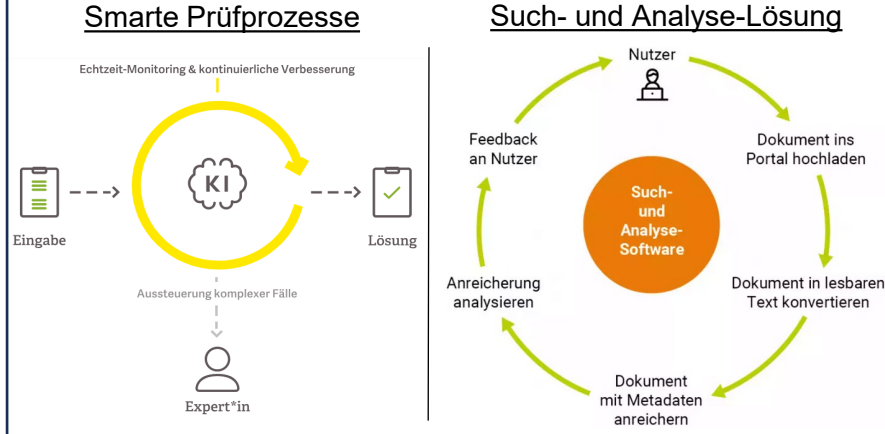 Smarte Prüfprozesse
Echtzeit-Monitoring & kontinuierliche Verbesserung
KI
Eingabe
Lösung
Aussteuerung komplexer Fälle
Expert*in
Such- und Analyse-Lösung
Nutzer
Dokument ins
Portal hochladen
Dokument in lesbaren
Text konvertieren
Dokument
mit Metadaten
anreichern
Anreicherung
analysieren
Feedback
an Nutzer
Such-
und
Analyse-
Software